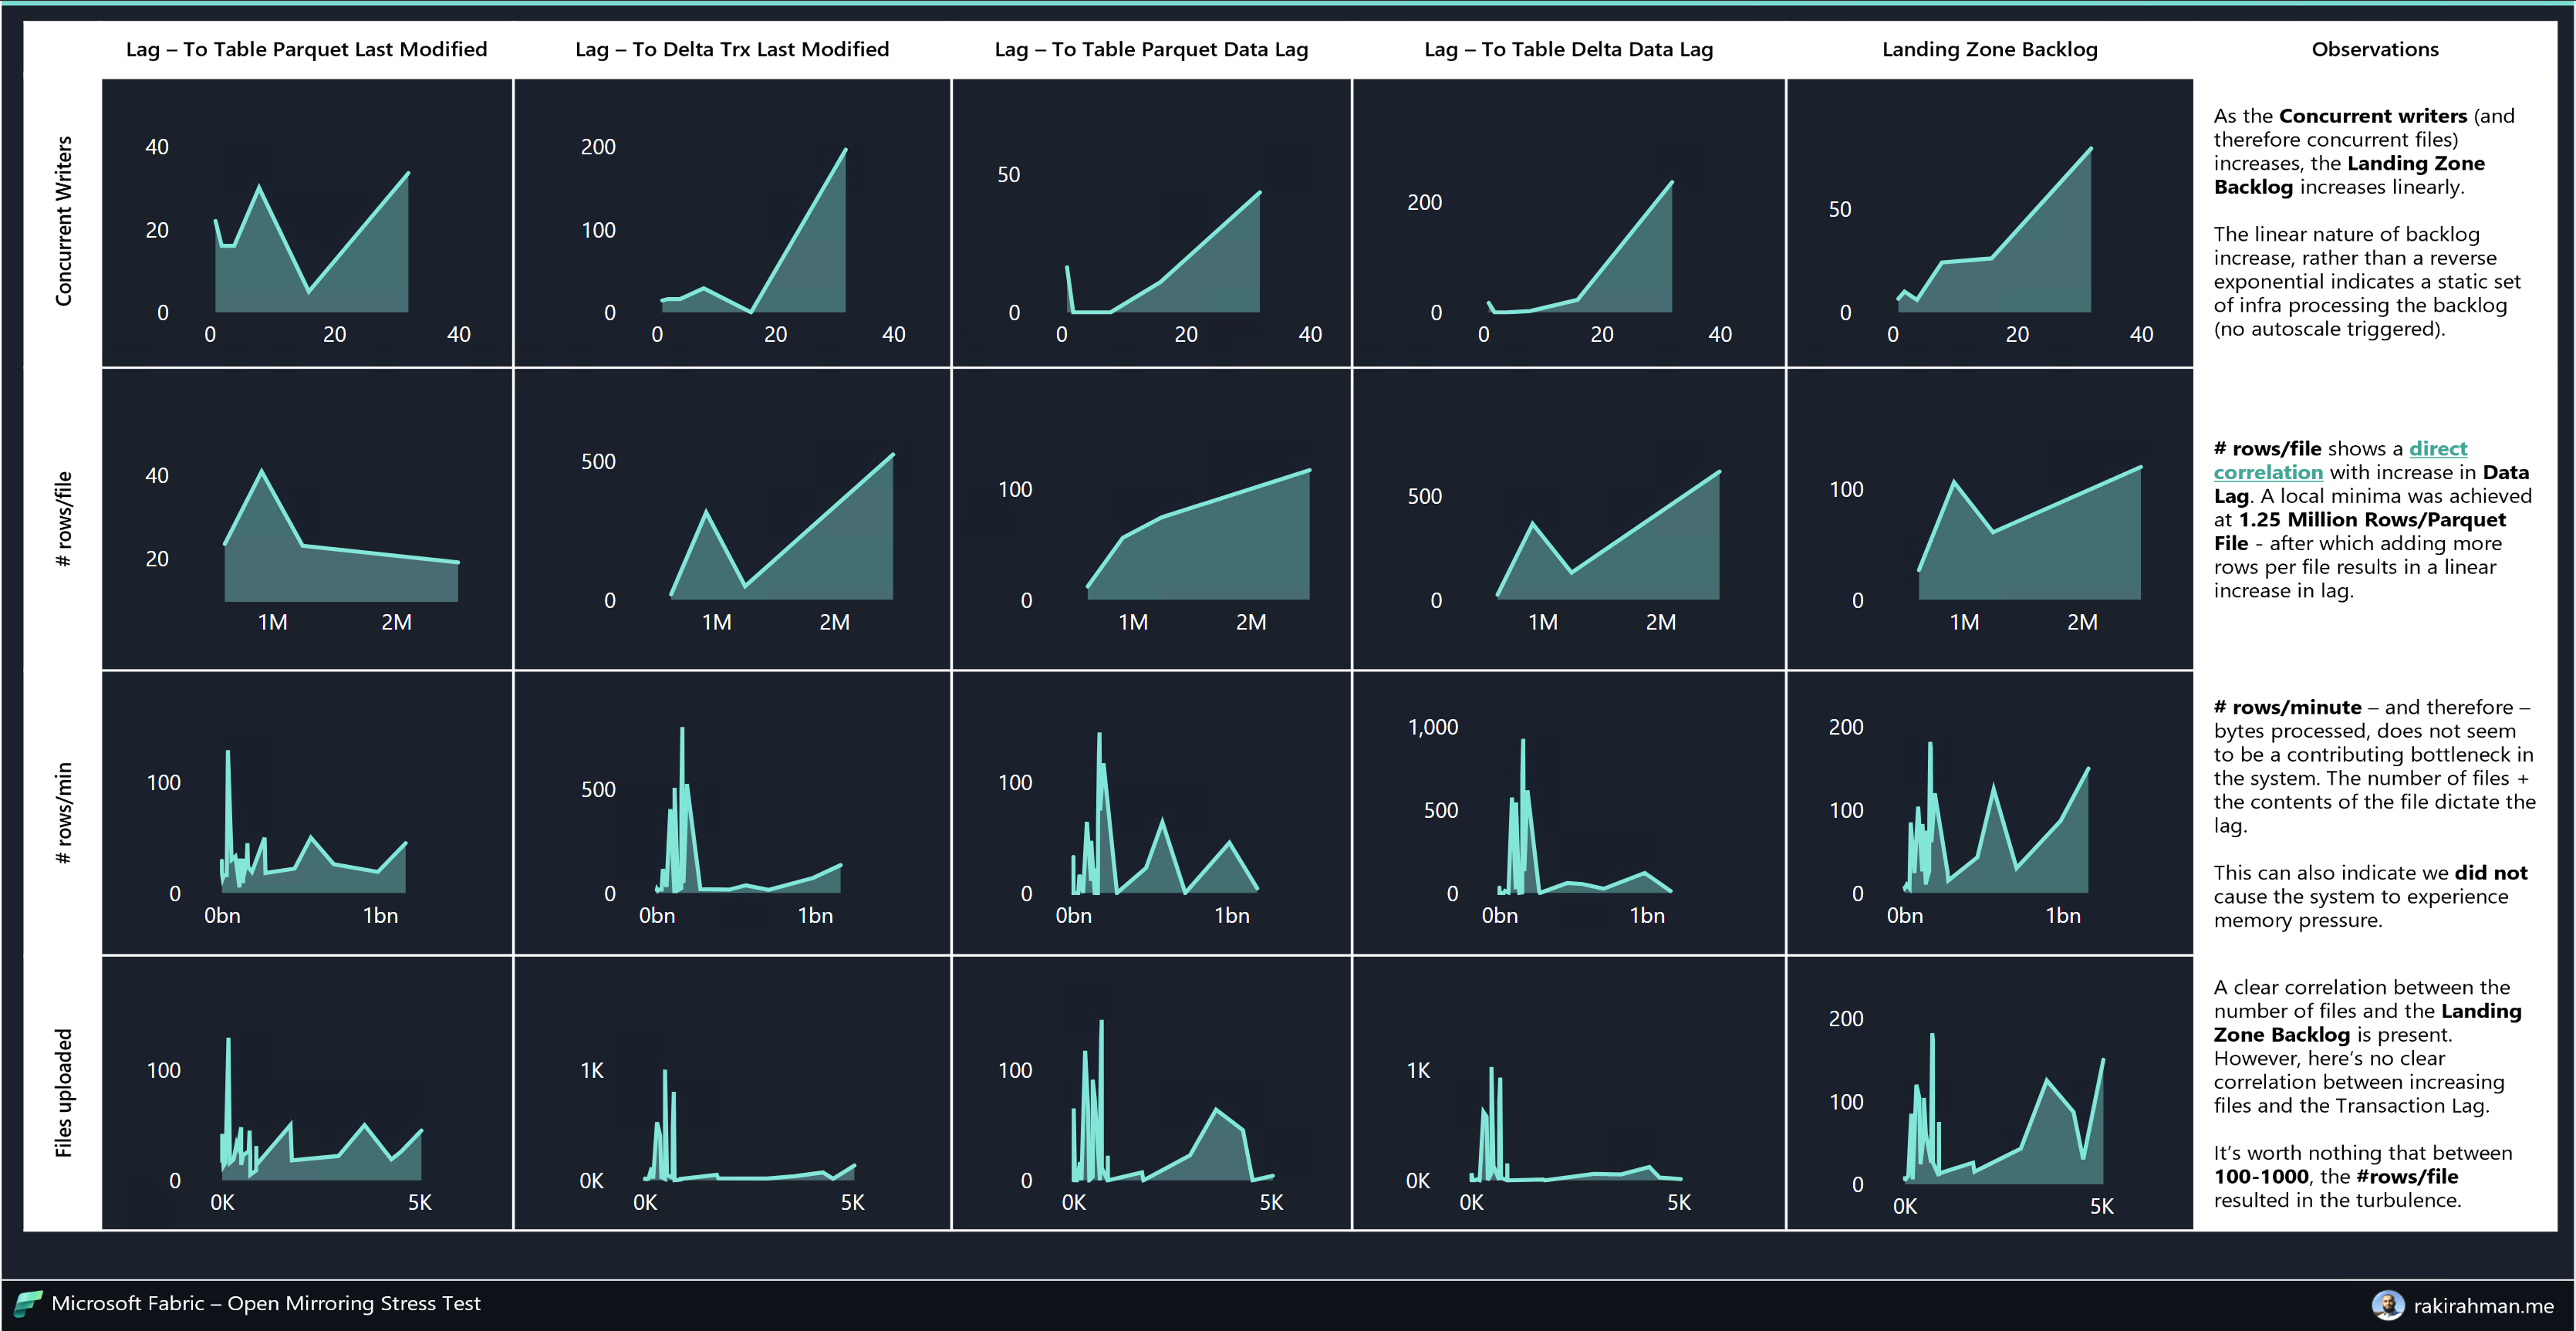 Lag – To Table Parquet Last Modified
Lag – To Delta Trx Last Modified
Lag – To Table Parquet Data Lag
Lag – To Table Delta Data Lag
Landing Zone Backlog
Observations
Concurrent Writers
40
20
0
0
20
40
200
100
0
0
20
40
50
0
0
20
40
200
0
0
20
40
50
0
0
20
40
As the Concurrent writers (and
therefore concurrent files)
increases, the Landing Zone
Backlog increases linearly.
The linear nature of backlog
increase, rather than a reverse
exponential indicates a static set
of infra processing the backlog
(no autoscale triggered).
# rows/file
40
20
1M
2M
500
0
1M
2M
100
0
1M
2M
500
0
1M
2M
100
0
1M
2M
# rows/file shows a direct
correlation with increase in Data
Lag. A local minima was achieved
at 1.25 Million Rows/Parquet
File - after which adding more
rows per file results in a linear
increase in lag.
# rows/min
100
0
0bn
1bn
500
0
0bn
1bn
100
0
0bn
1bn
1,000
500
0
0bn
1bn
200
100
0
0bn
1bn
# rows/minute – and therefore –
bytes processed, does not seem
to be a contributing bottleneck in
the system. The number of files +
the contents of the file dictate the
lag.
This can also indicate we did not
cause the system to experience
memory pressure.
Files uploaded
100
0
0K
5K
1K
0K
0K
5K
100
0
0K
5K
1K
0K
0K
5K
200
100
0
0K
5K
A clear correlation between the
number of files and the Landing
Zone Backlog is present.
However, here's no clear
correlation between increasing
files and the Transaction Lag.
It's worth nothing that between
100-1000, the #rows/file
resulted in the turbulence.
Microsoft Fabric – Open Mirroring Stress Test
rakirahman.me